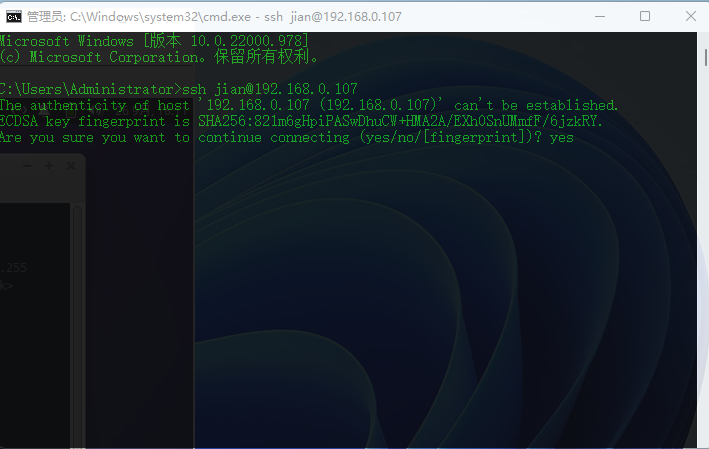 管理员: C:\Windows\system32\cmd.exe - ssh  jian@192.168.0.107
Microsoft Windows [版本 10.0.22000.978]
(c) Microsoft Corporation。保留所有权利。
C:\Users\Administrator>ssh jian@192.168.0.107
The authenticity of host '192.168.0.107 (192.168.0.107)' can't be established.
ECDSA key fingerprint is SHA256:821m6gHpiPASwDhuCW+HMA2A/EXhOSnUMmfF/6jzkRY.
Are you sure you want to continue connecting (yes/no/[fingerprint])? yes
.255
k>